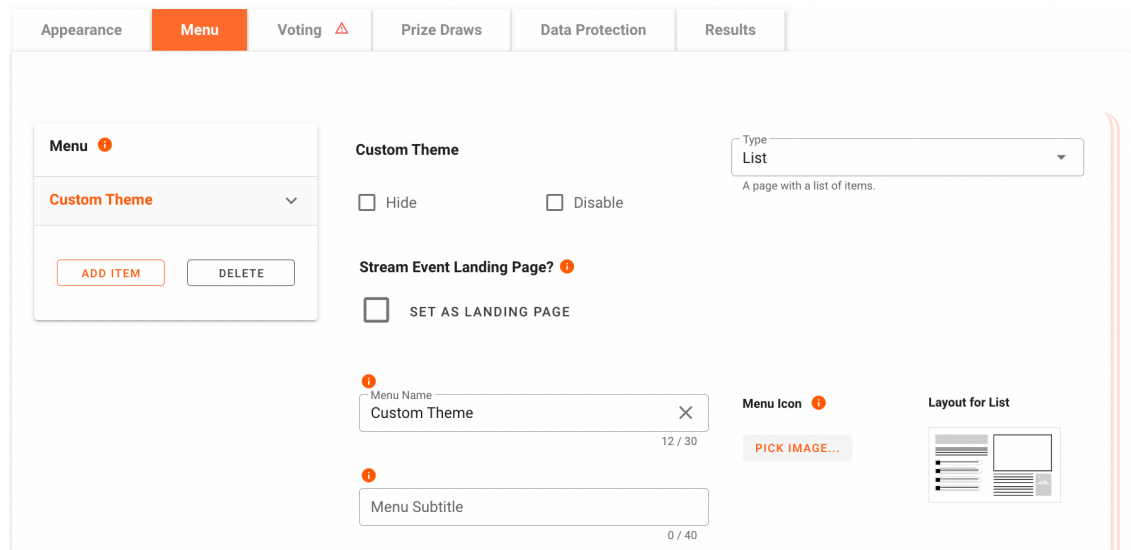 Appearance
Menu
Voting
Prize Draws
Data Protection
Results
Menu
Custom Theme
ADD ITEM
DELETE
Custom Theme
Hide
Disable
Type
List
A page with a list of items.
Stream Event Landing Page?
SET AS LANDING PAGE
Menu Name
Custom Theme
12 / 30
Menu Icon
PICK IMAGE...
Layout for List
Menu Subtitle
0 / 40